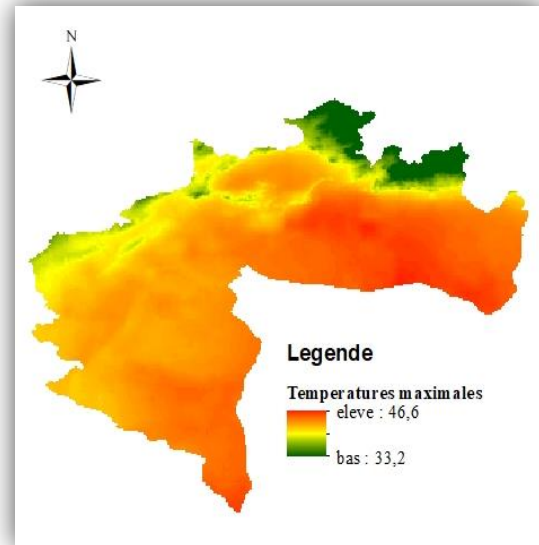 N
Legende
Temperatures maximales
eleve : 46,6
bas : 33,2